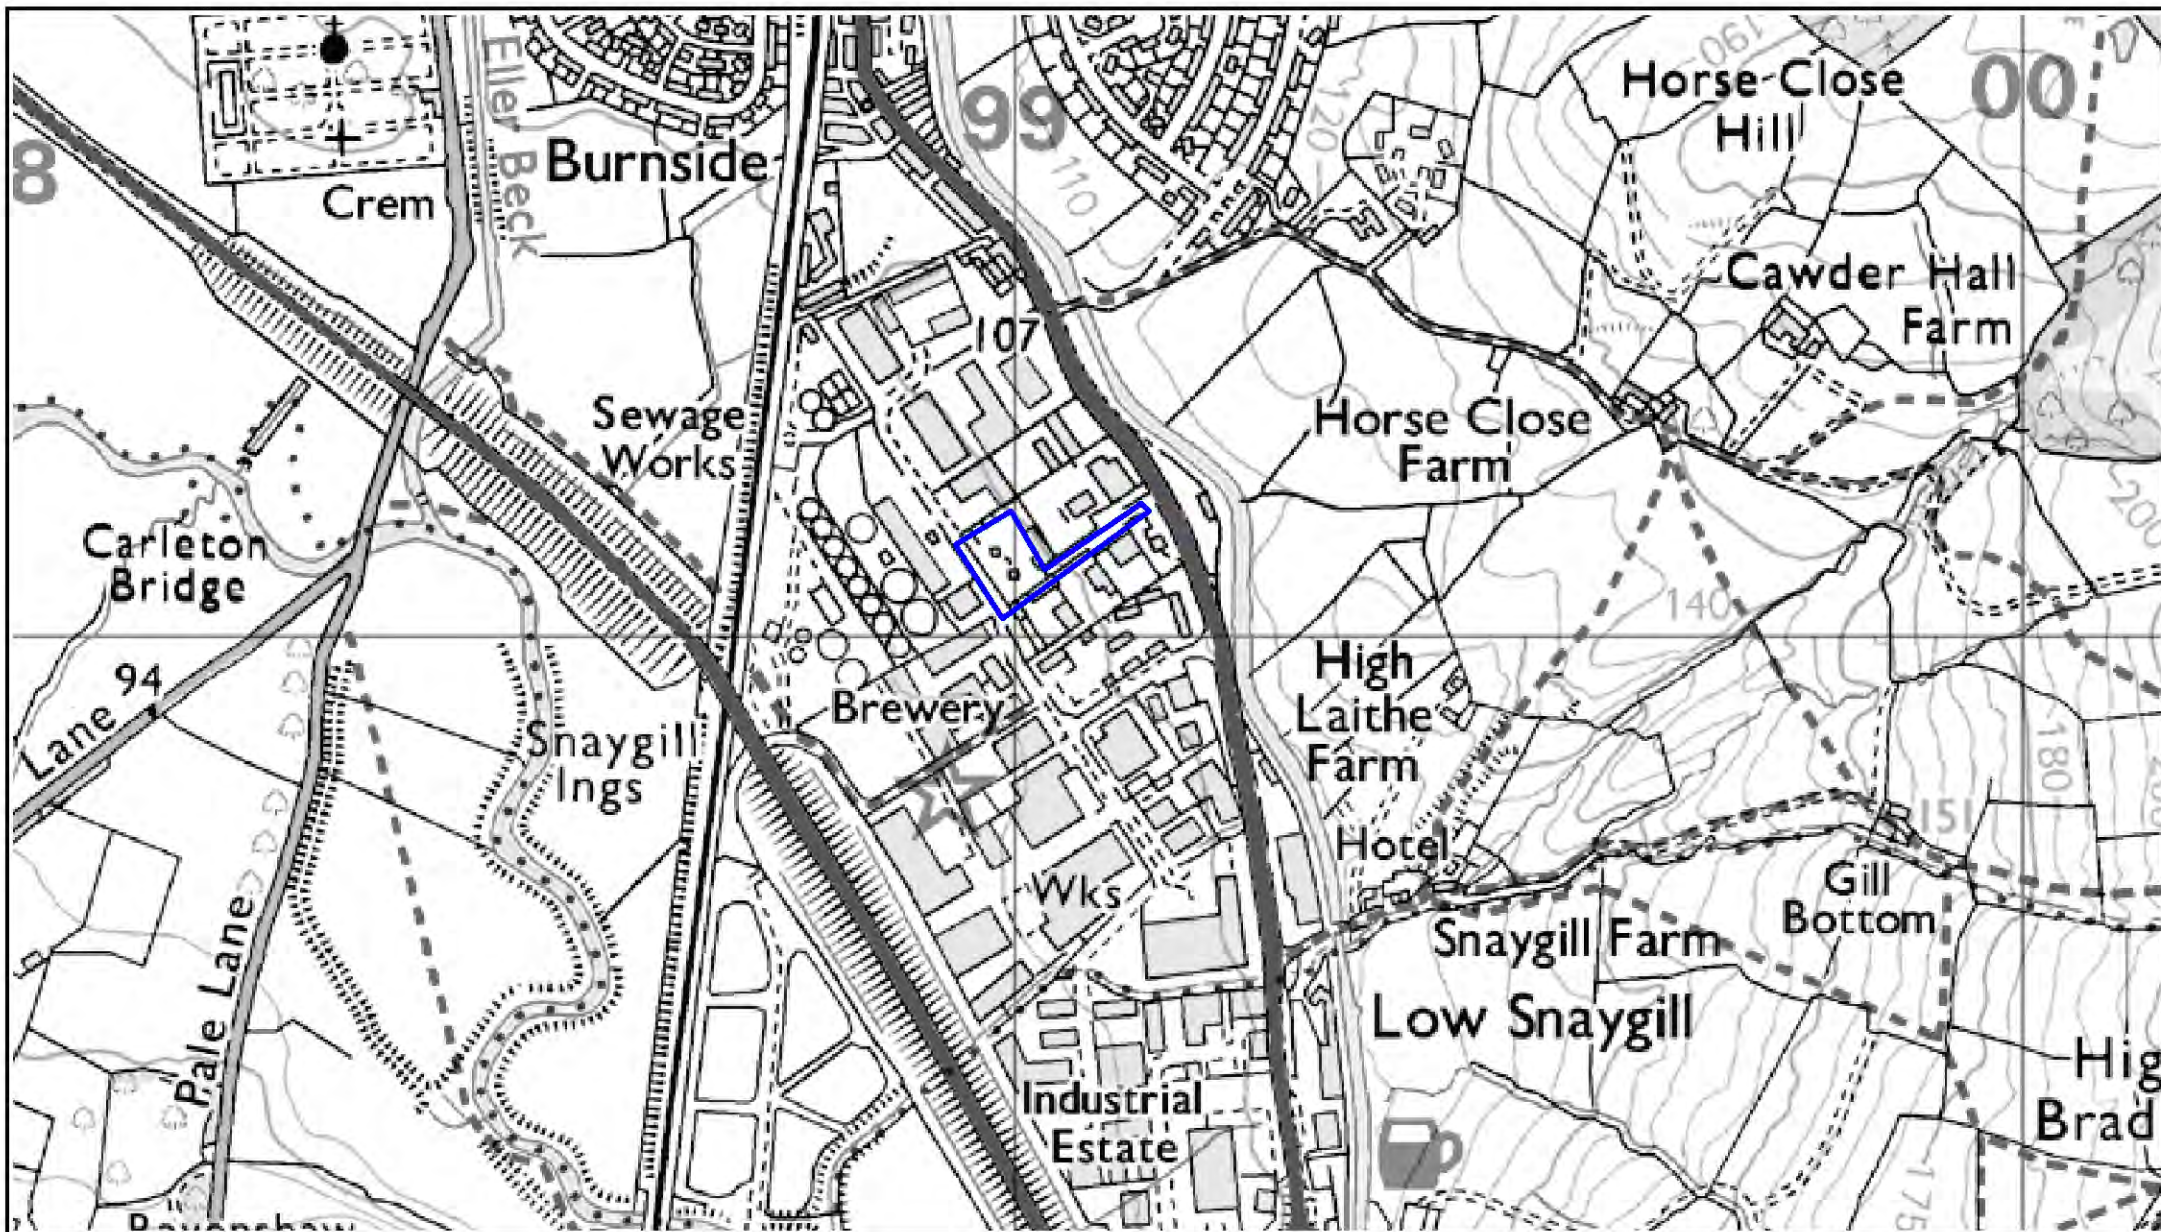 Eller Beck
190
Horse Close
Hill
00
99
8
Burnside
120
110
Crem
Cawder Hall
Farm
107
Sewage
Works
Horse Close
Farm
200
Carleton
Bridge
140
High
Laithe
Farm
94
Lane
Brewery
Snaygill
Ings
180
151
Hotel
Wks
Gill
Bottom
Snaygill Farm
Pale Lane
Low Snaygill
Hig
Brad
Industrial
Estate
175